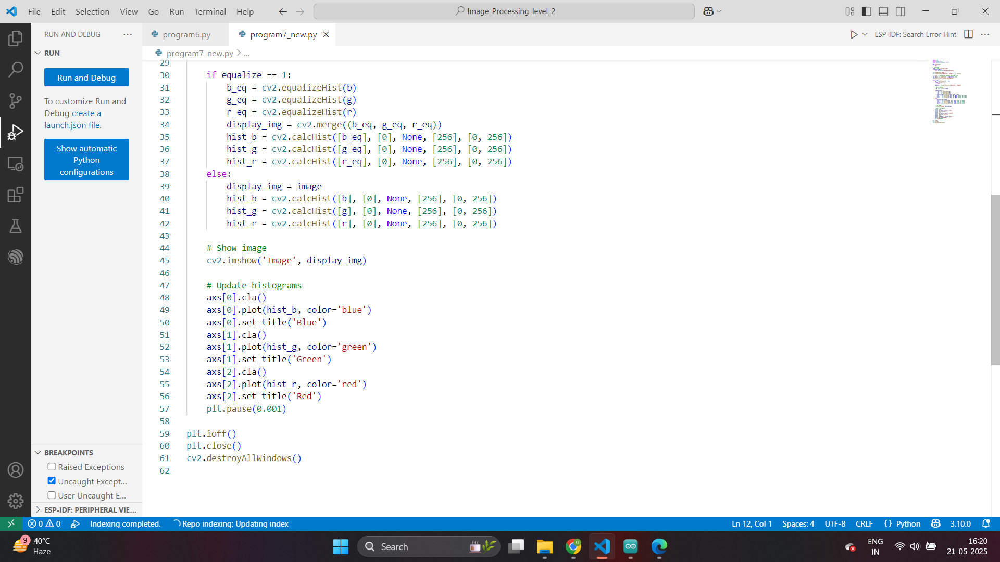 File Edit Selection View Go Run Terminal Help
Image_Processing_level_2
RUN AND DEBUG
program6.py
program7_new.py
ESP-IDF: Search Error Hint
RUN
program7_new.py > ...
Run and Debug
To customize Run and
Debug create a
launch.json file.
Show automatic
Python
configurations
29
30 if equalize == 1:
31 b_eq = cv2.equalizeHist(b)
32 g_eq = cv2.equalizeHist(g)
33 r_eq = cv2.equalizeHist(r)
34 display_img = cv2.merge((b_eq, g_eq, r_eq))
35 hist_b = cv2.calcHist([b_eq], [0], None, [256], [0, 256])
36 hist_g = cv2.calcHist([g_eq], [0], None, [256], [0, 256])
37 hist_r = cv2.calcHist([r_eq], [0], None, [256], [0, 256])
38 else:
39 display_img = image
40 hist_b = cv2.calcHist([b], [0], None, [256], [0, 256])
41 hist_g = cv2.calcHist([g], [0], None, [256], [0, 256])
42 hist_r = cv2.calcHist([r], [0], None, [256], [0, 256])
43
44 # Show image
45 cv2.imshow('Image', display_img)
46
47 # Update histograms
48 axs[0].cla()
49 axs[0].plot(hist_b, color='blue')
50 axs[0].set_title('Blue')
51 axs[1].cla()
52 axs[1].plot(hist_g, color='green')
53 axs[1].set_title('Green')
54 axs[2].cla()
55 axs[2].plot(hist_r, color='red')
56 axs[2].set_title('Red')
57 plt.pause(0.001)
58
59 plt.ioff()
60 plt.close()
61 cv2.destroyAllWindows()
62
BREAKPOINTS
Raised Exceptions
Uncaught Except...
User Uncaught E...
ESP-IDF: PERIPHERAL VIE...
0 0 Indexing completed. Repo indexing: Updating index
Ln 12, Col 1 Spaces: 4 UTF-8 CRLF {} Python 3.10.0
9
40°C
Haze
Search
G
ENG
IN
16:20
21-05-2025